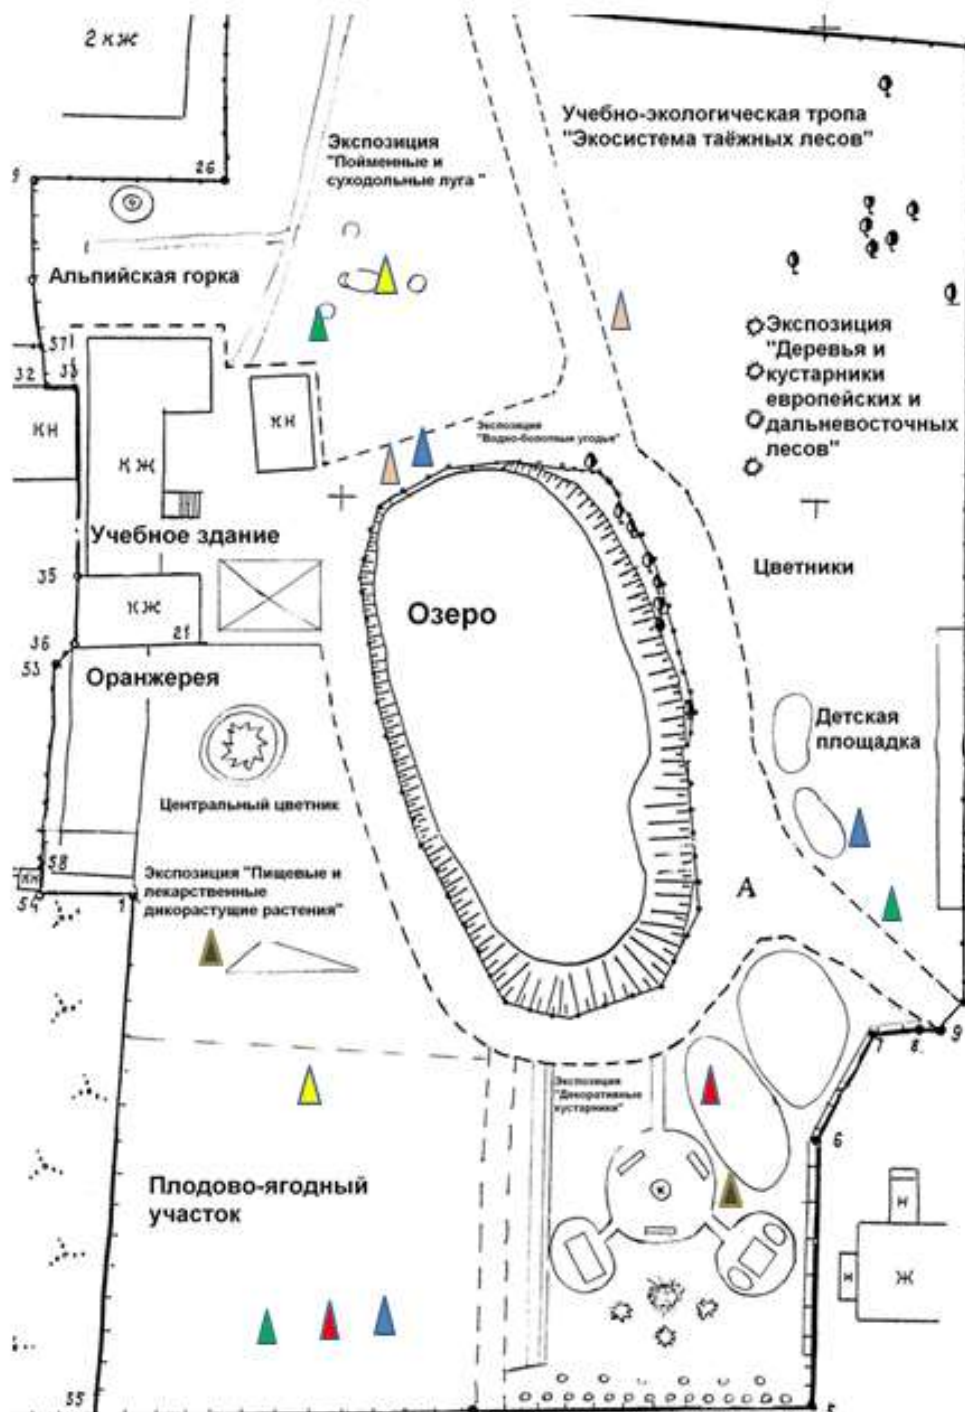 2 КЖ
Учебно-экологическая тропа
"Экосистема таёжных лесов"
Экспозиция
"Пойменные и
суходольные луга "
26
Альпийская горка
Экспозиция
"Деревья и
кустарники
европейских и
дальневосточных
лесов"
57
32
33
КН
КН
КЖ
Экспозиция
"Водно-болотные угодья"
Учебное здание
Цветники
35
КЖ
21
Озеро
36
53
Оранжерея
Детская
площадка
Центральный цветник
58
КН
54
1
Экспозиция "Пищевые и
лекарственные
дикорастущие растения"
А
7
8
9
Экспозиция
"Декоративные
кустарники"
6
Плодово-ягодный
участок
Н
Н
Ж
55
5